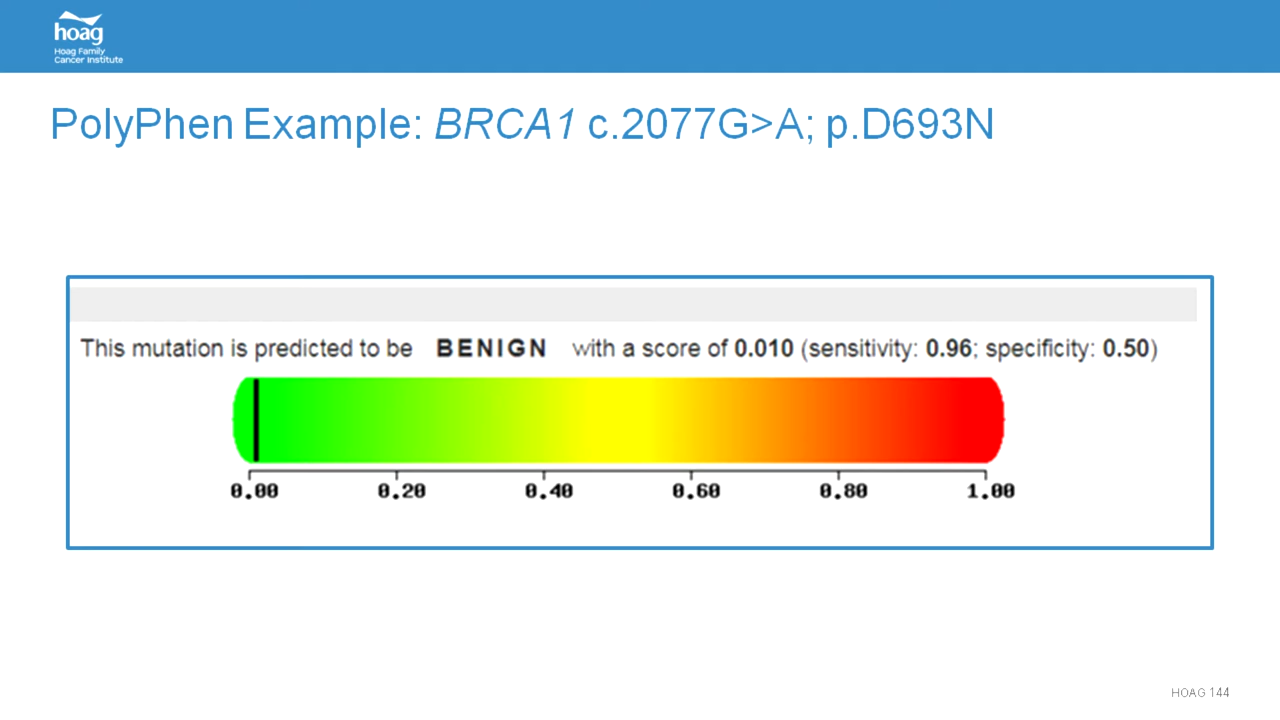 hoag
Hoag Family
Cancer Institute
PolyPhen Example: BRCA1 c.2077G>A; p.D693N
This mutation is predicted to be BENIGN with a score of 0.010 (sensitivity: 0.96; specificity: 0.50)
0.00 0.20 0.40 0.60 0.80 1.00
HOAG 144